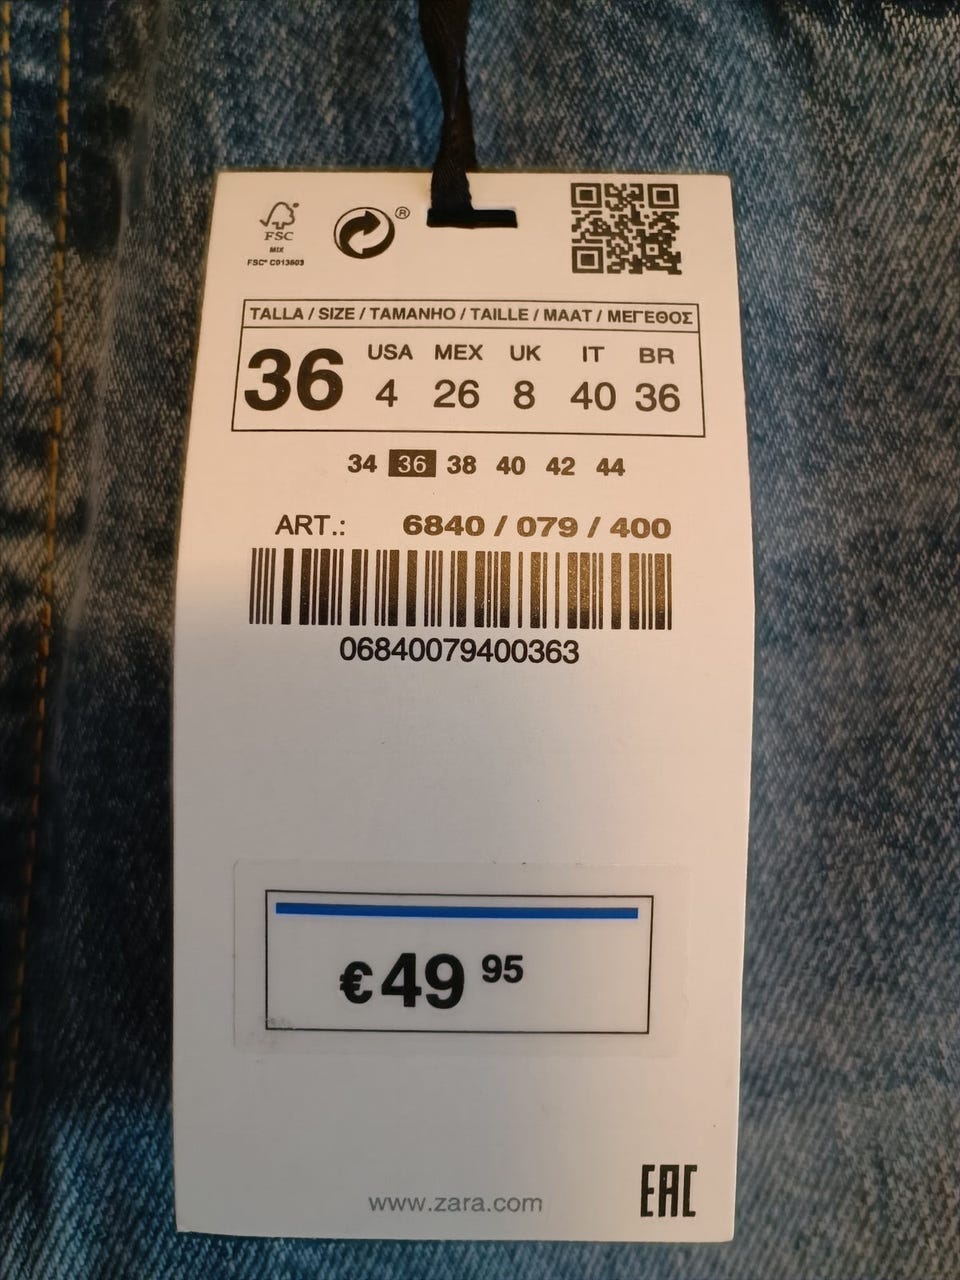 FSC
MIX
FSC® C013603
®
TALLA / SIZE / TAMANHO / TAILLE / MAAT / ΜΕΓΕΘΟΣ
36
USA MEX UK IT BR
4 26 8 40 36
34 36 38 40 42 44
ART.: 6840 / 079 / 400
06840079400363
€ 49 95
www.zara.com
EAC